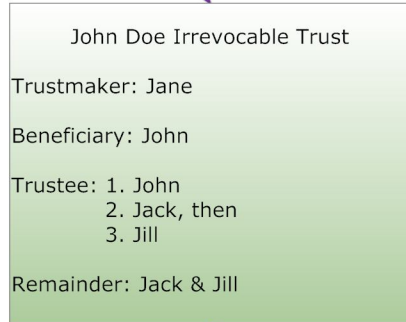 John Doe Irrevocable Trust
Trustmaker: Jane
Beneficiary: John
Trustee: 1. John
2. Jack, then
3. Jill
Remainder: Jack & Jill